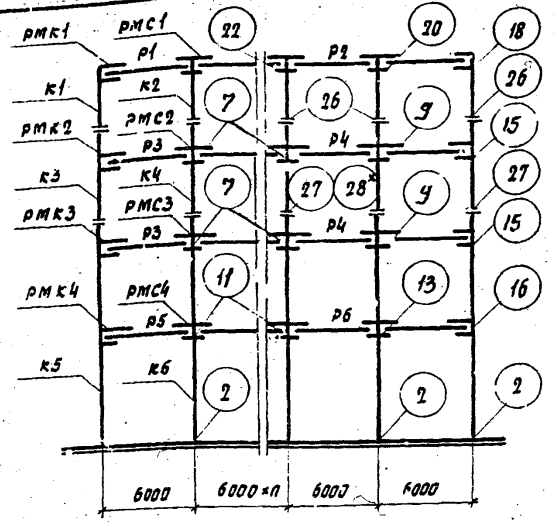 РМК1 РМС1 22 20 18
Р1 Р2
К1 К2 26 26
РМК2 РМС2 7 9 15
Р3 Р4
К3 К4 27 28* 27
РМК3 РМС3 7 9 15
Р3 Р4
РМК4 РМС4 11 13 16
Р5 Р6
К5 К6 2 2 2
6000 6000×n 6000 6000